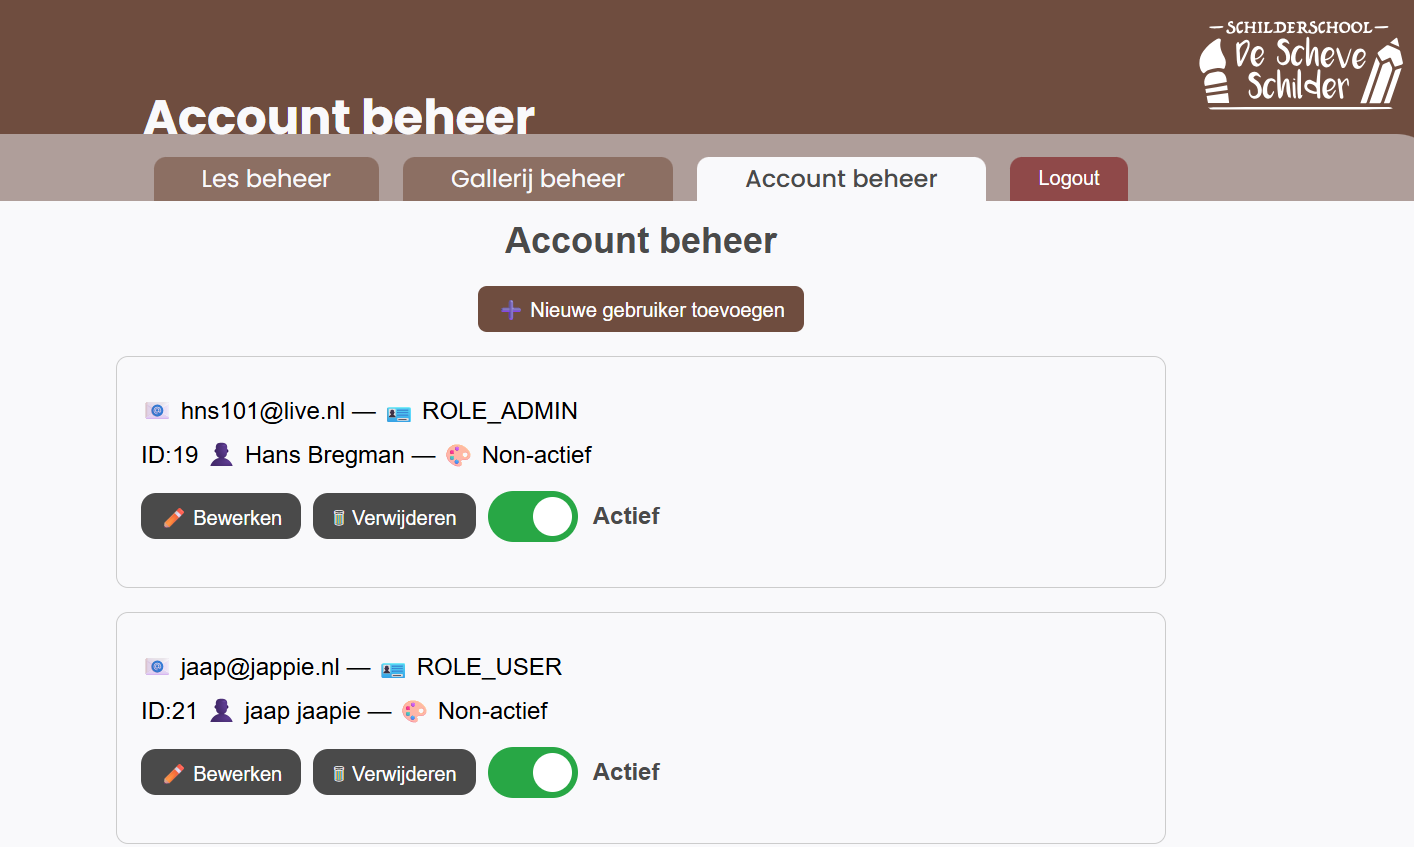 SCHILDERSCHOOL
De Scheve
Schilder
Account beheer
Les beheer
Gallerij beheer
Account beheer
Logout
Account beheer
Nieuwe gebruiker toevoegen
hns101@live.nl — ROLE_ADMIN
ID:19 Hans Bregman — Non-actief
Bewerken
Verwijderen
Actief
jaap@jappie.nl — ROLE_USER
ID:21 jaap jaapie — Non-actief
Bewerken
Verwijderen
Actief